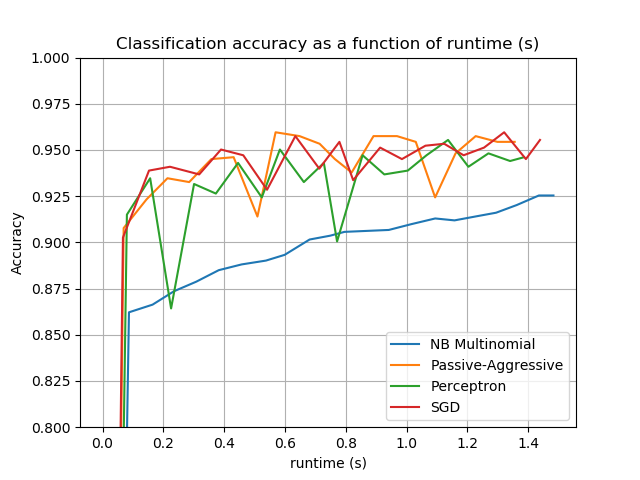 Classification accuracy as a function of runtime (s)
1.000
0.975
0.950
0.925
0.900
0.875
0.850
0.825
0.800
Accuracy
NB Multinomial
Passive-Aggressive
Perceptron
SGD
0.0 0.2 0.4 0.6 0.8 1.0 1.2 1.4
runtime (s)